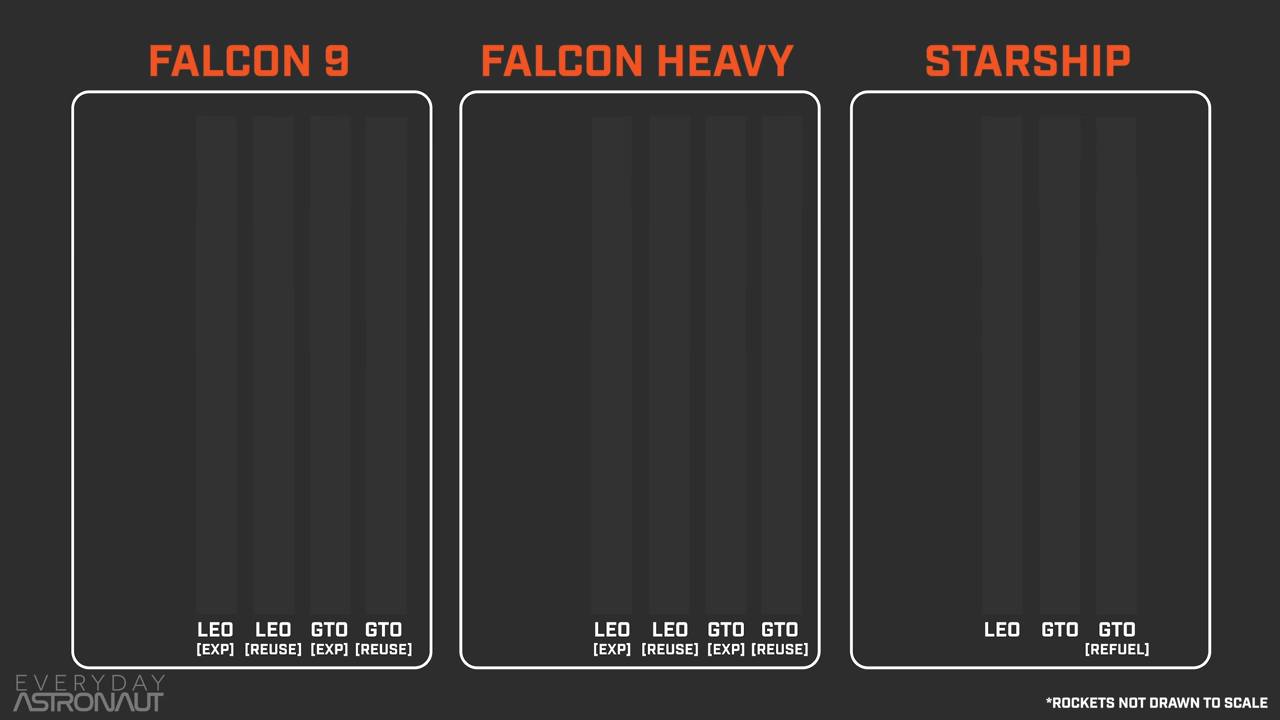 FALCON 9
FALCON HEAVY
STARSHIP
LEO LEO GTO GTO
[EXP] [REUSE] [EXP] [REUSE]
LEO LEO GTO GTO
[EXP] [REUSE] [EXP] [REUSE]
LEO GTO GTO
[REFUEL]
EVERYDAY
ASTRONAUT
*ROCKETS NOT DRAWN TO SCALE